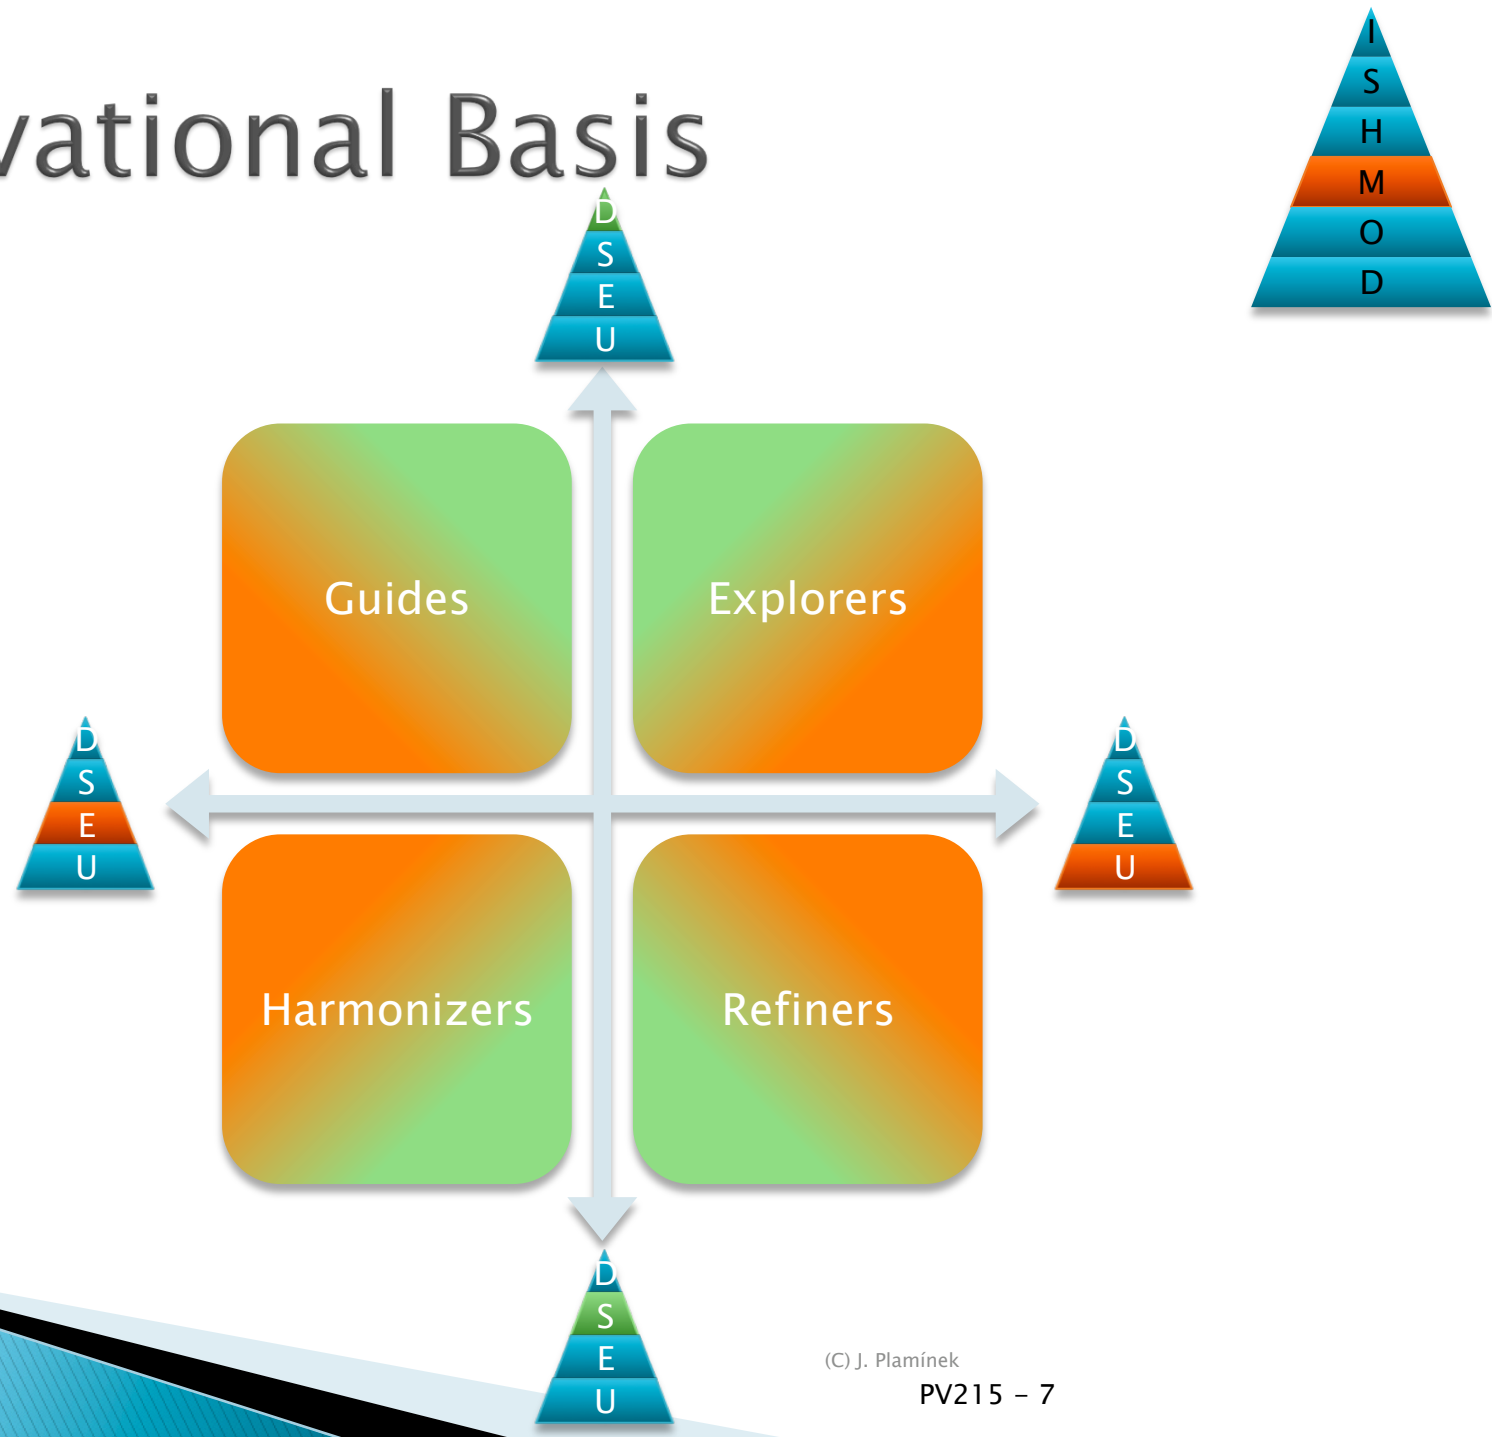 vational Basis
I
S
H
M
O
D
D
S
E
U
Guides
Explorers
D
S
E
U
D
S
E
U
Harmonizers
Refiners
D
S
E
U
(C) J. Plamínek
PV215 – 7